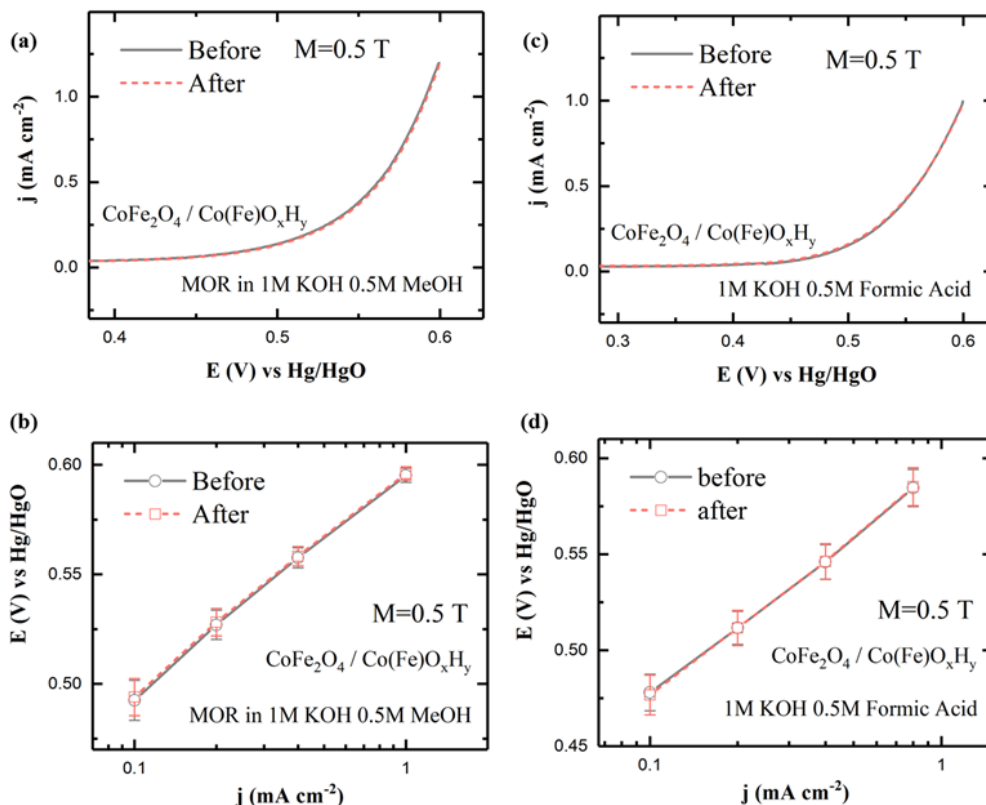 (a)
Before
After
M=0.5 T
CoFe₂O₄ / Co(Fe)OₓHᵧ
MOR in 1M KOH 0.5M MeOH
j (mA cm⁻²)
1.0
0.5
0.0
0.4
0.5
0.6
E (V) vs Hg/HgO
(c)
Before
After
M=0.5 T
CoFe₂O₄ / Co(Fe)OₓHᵧ
1M KOH 0.5M Formic Acid
j (mA cm⁻²)
1.0
0.5
0.0
0.3
0.4
0.5
0.6
E (V) vs Hg/HgO
(b)
Before
After
M=0.5 T
CoFe₂O₄ / Co(Fe)OₓHᵧ
MOR in 1M KOH 0.5M MeOH
E (V) vs Hg/HgO
0.60
0.55
0.50
0.1
1
j (mA cm⁻²)
(d)
before
after
M=0.5 T
CoFe₂O₄ / Co(Fe)OₓHᵧ
1M KOH 0.5M Formic Acid
E (V) vs Hg/HgO
0.60
0.55
0.50
0.45
0.1
1
j (mA cm⁻²)